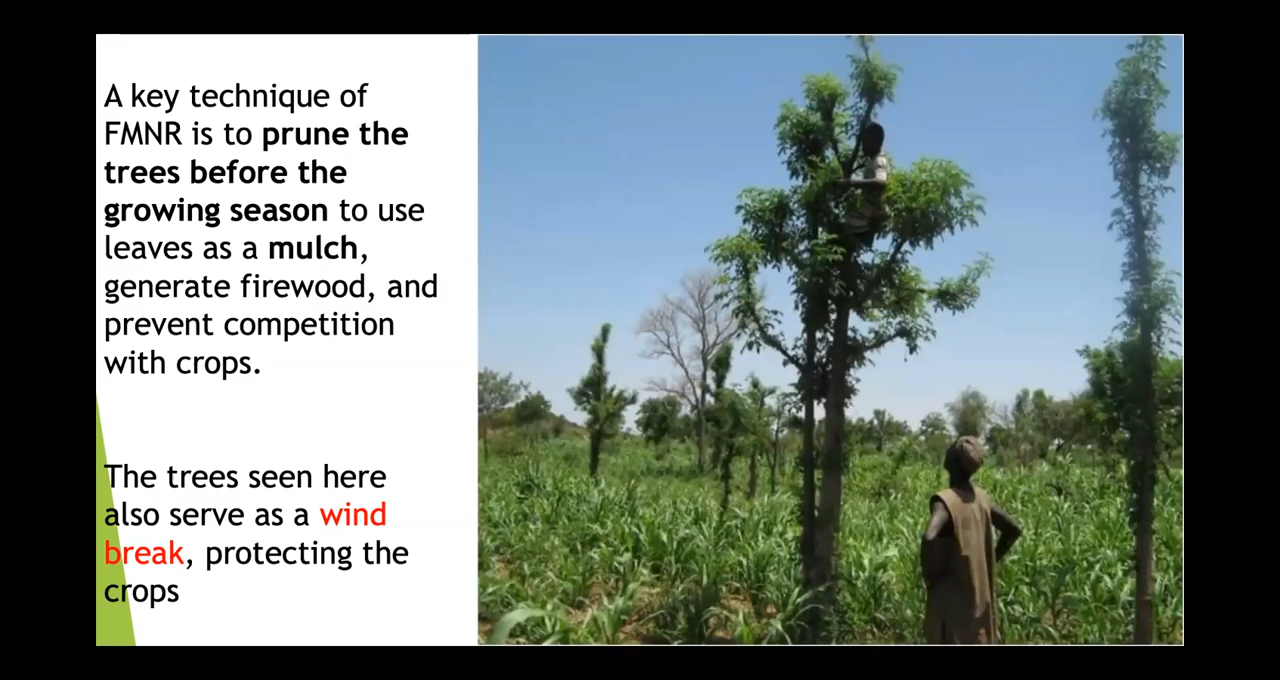 A key technique of
FMNR is to prune the
trees before the
growing season to use
leaves as a mulch,
generate firewood, and
prevent competition
with crops.
The trees seen here
also serve as a wind
break, protecting the
crops